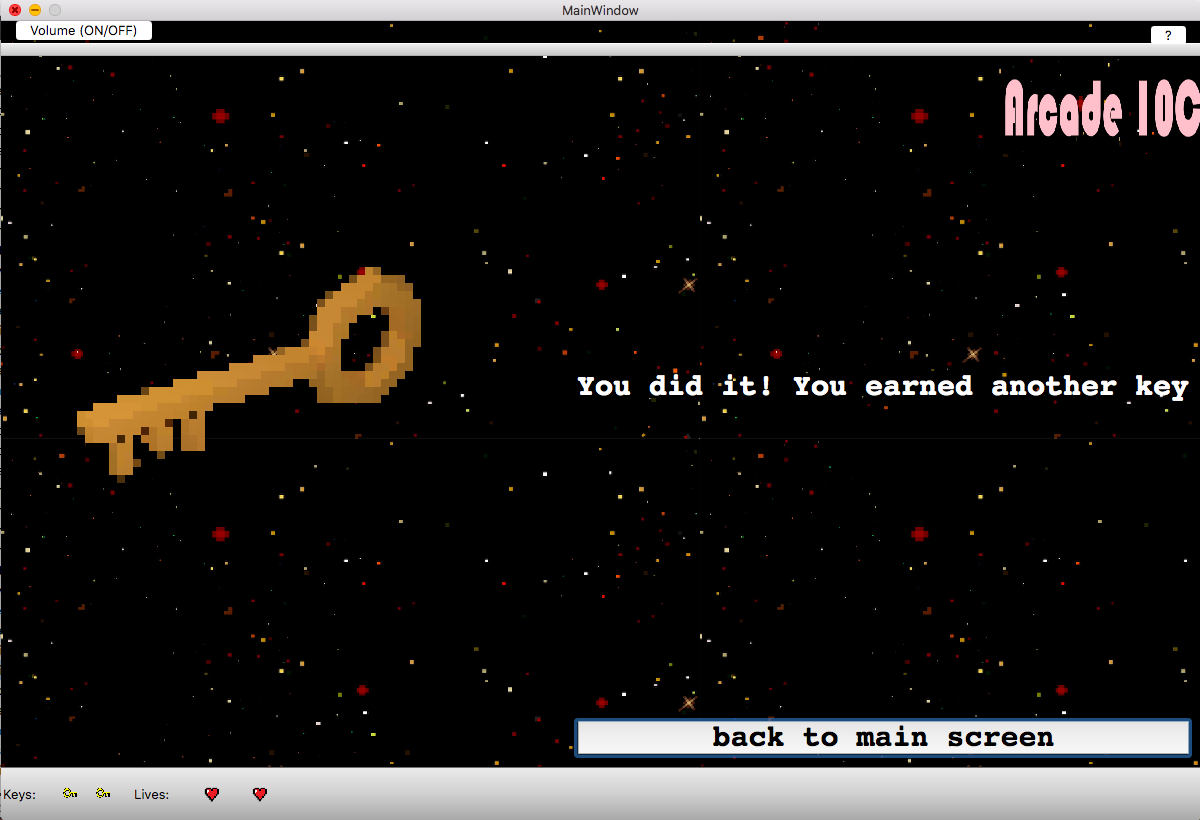 MainWindow
Volume (ON/OFF)
?
Arcade 10C
You did it! You earned another key
back to main screen
Keys: Lives: